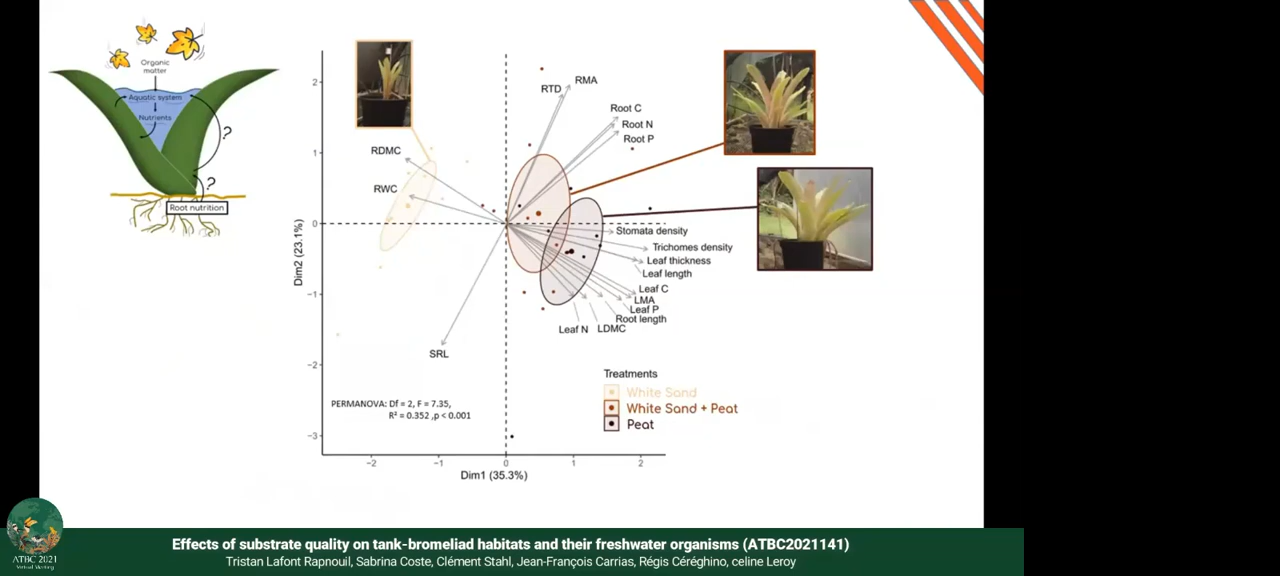 Organic
matter
Aquatic system
Nutrients
?
?
Root nutrition
RTD
RMA
Root C
Root N
Root P
RDMC
RWC
Stomata density
Trichomes density
Leaf thickness
Leaf length
Leaf C
LMA
Leaf P
Root length
Leaf N
LDMC
SRL
2
1
0
−1
−2
−3
Dim2 (23.1%)
−2
−1
0
1
2
Dim1 (35.3%)
PERMANOVA: Df = 2, F = 7.35,
R² = 0.352 ,p < 0.001
Treatments
White Sand
White Sand + Peat
Peat
ATBC 2021
Virtual Meeting
Effects of substrate quality on tank-bromeliad habitats and their freshwater organisms (ATBC2021141)
Tristan Lafont Rapnouil, Sabrina Coste, Clément Stahl, Jean-François Carrias, Régis Céréghino, celine Leroy